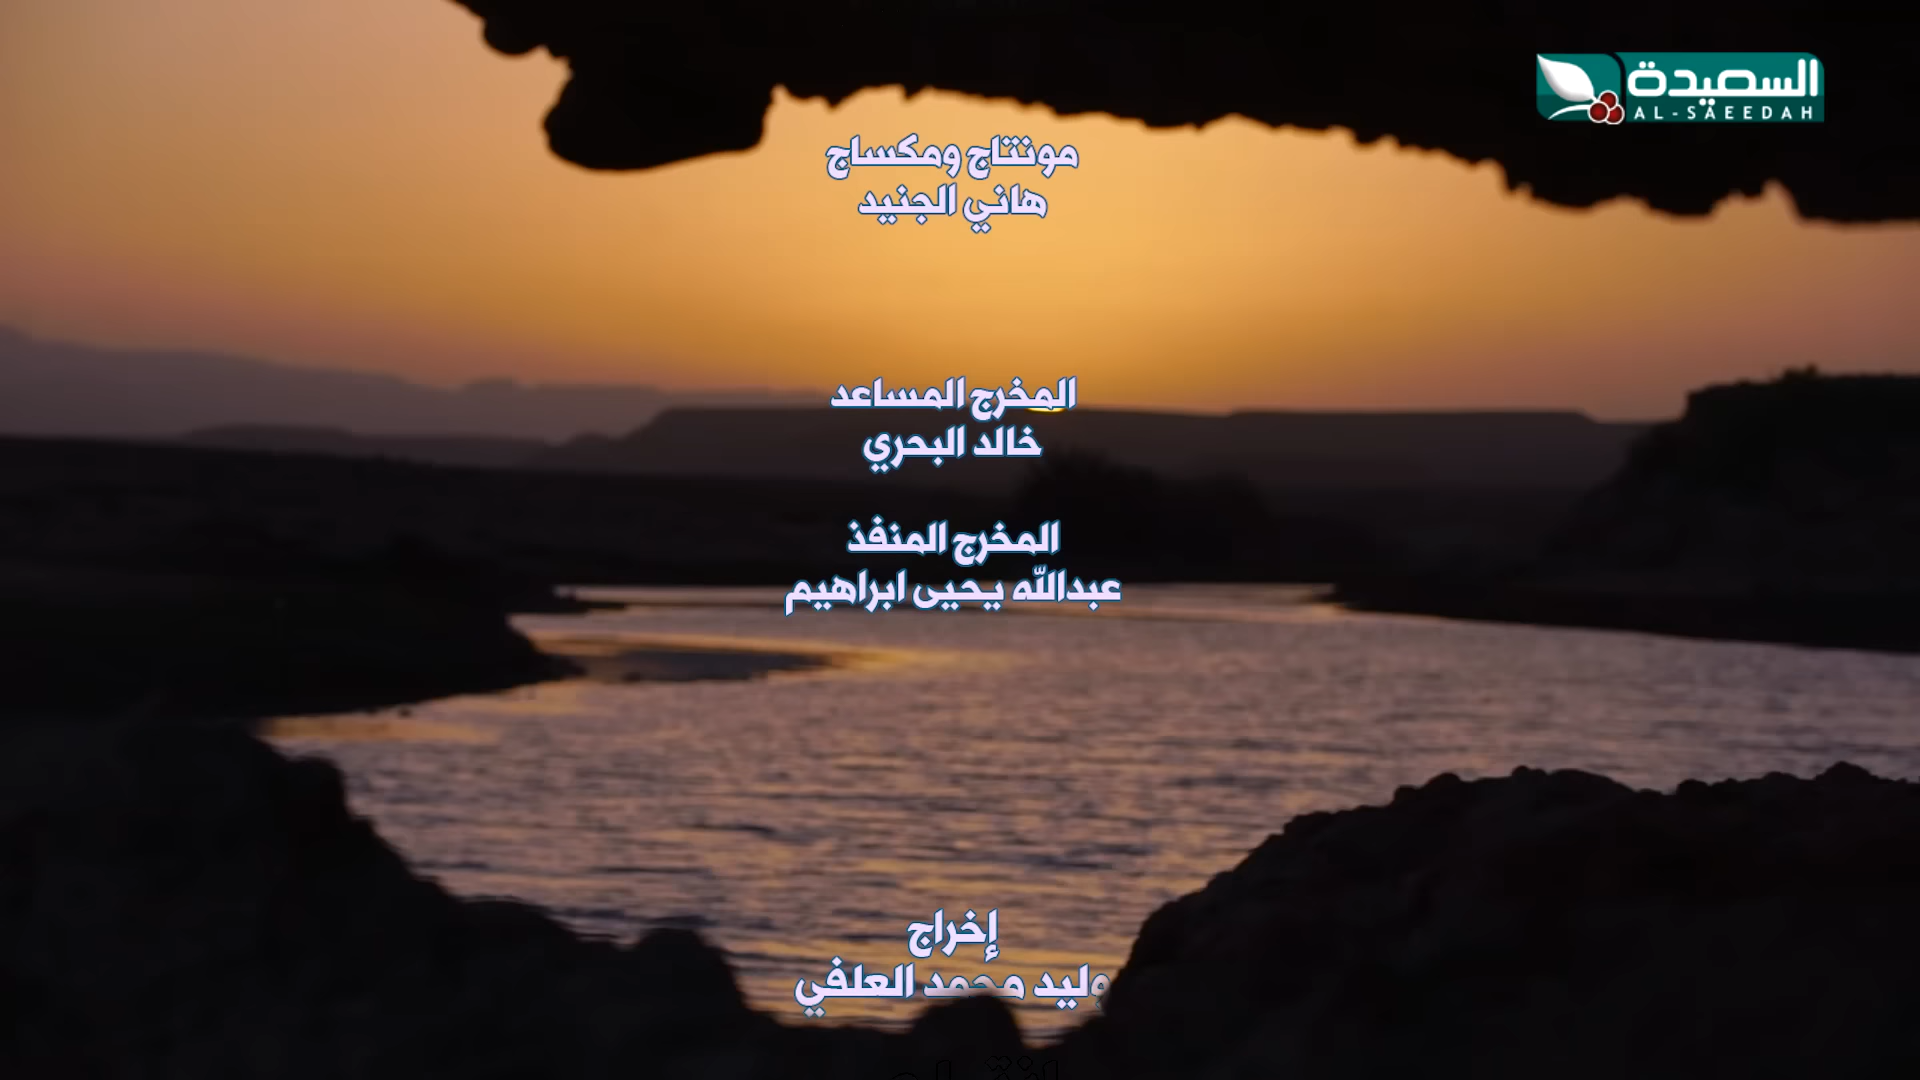 السعيدة
AL-SAEEDAH
مونتاج ومكساج
هاني الجنيد
المخرج المساعد
خالد البحري
المخرج المنفذ
عبدالله يحيى ابراهيم
إخراج
وليد محمد العلفي